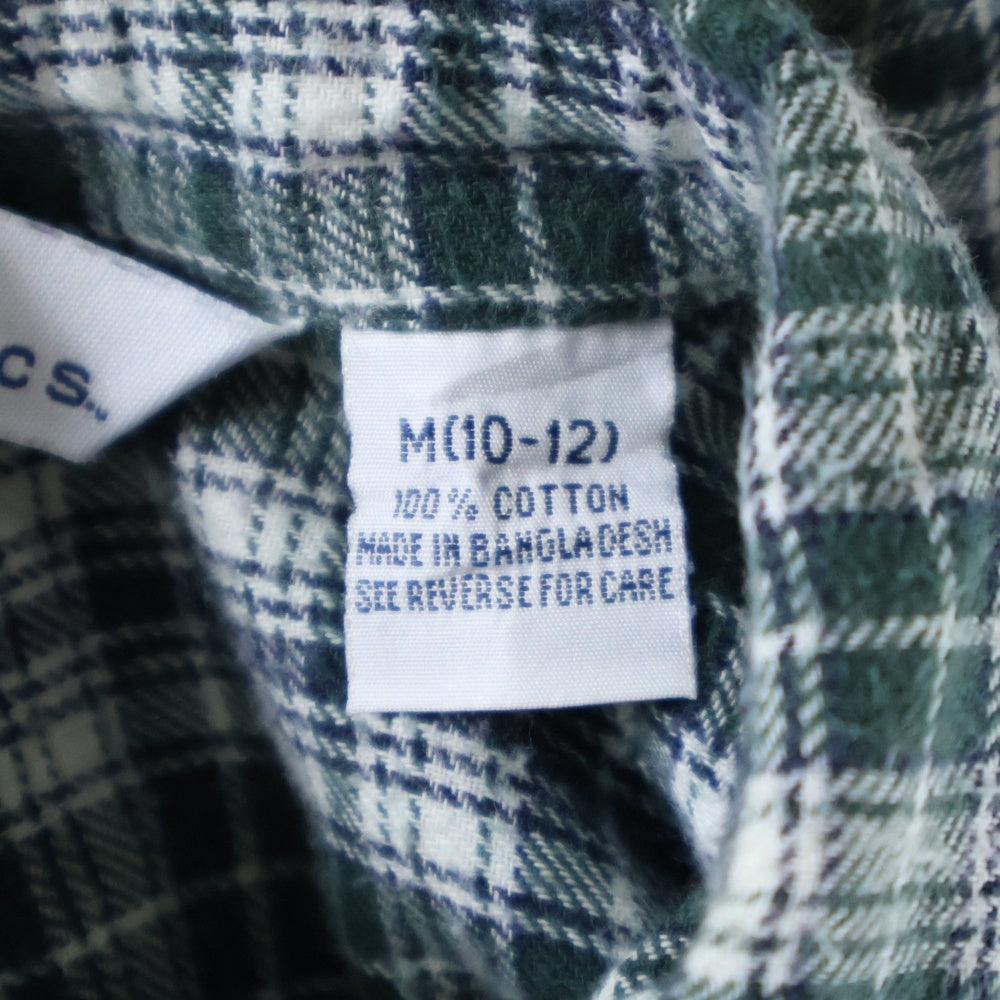 CS
M(10-12)
100% COTTON
MADE IN BANGLADESH
SEE REVERSE FOR CARE